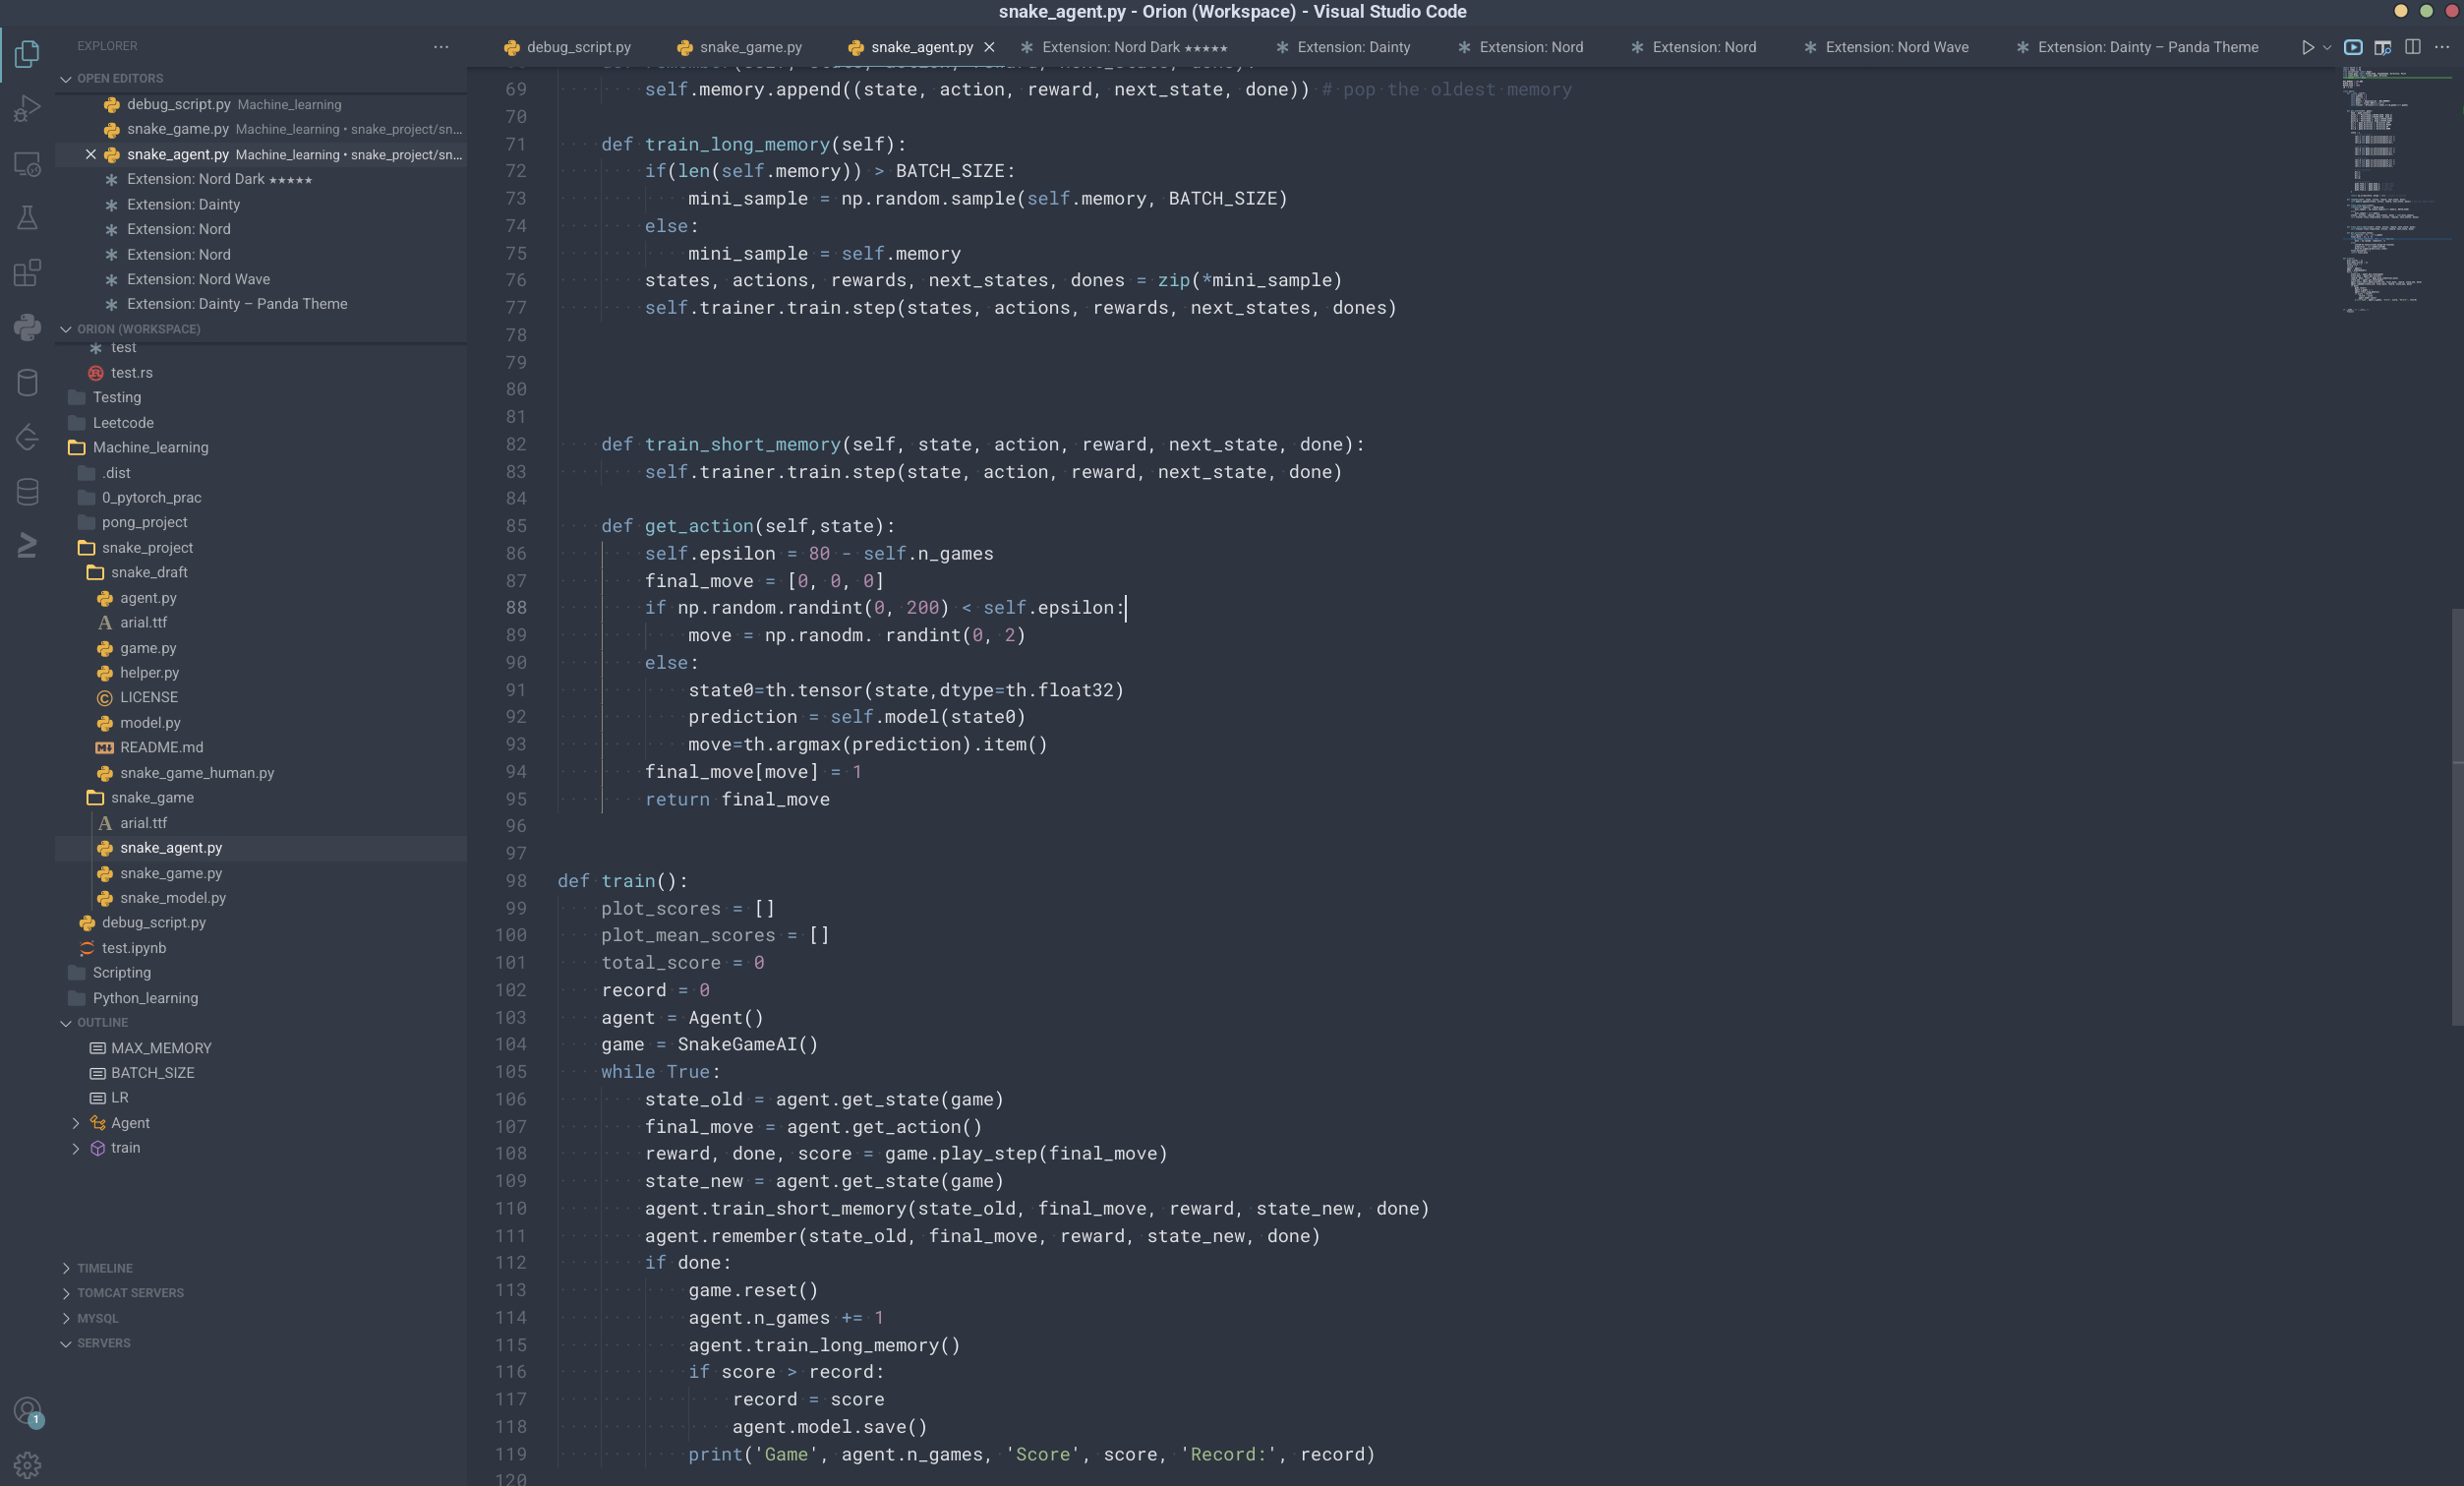 snake_agent.py - Orion (Workspace) - Visual Studio Code
EXPLORER
debug_script.py
snake_game.py
snake_agent.py
Extension: Nord Dark ★★★★★
Extension: Dainty
Extension: Nord
Extension: Nord
Extension: Nord Wave
Extension: Dainty – Panda Theme
OPEN EDITORS
debug_script.py Machine_learning
snake_game.py Machine_learning • snake_project/sn...
snake_agent.py Machine_learning • snake_project/sn...
Extension: Nord Dark ★★★★★
Extension: Dainty
Extension: Nord
Extension: Nord
Extension: Nord Wave
Extension: Dainty – Panda Theme
ORION (WORKSPACE)
test
test.rs
Testing
Leetcode
Machine_learning
.dist
0_pytorch_prac
pong_project
snake_project
snake_draft
agent.py
arial.ttf
game.py
helper.py
LICENSE
model.py
README.md
snake_game_human.py
snake_game
arial.ttf
snake_agent.py
snake_game.py
snake_model.py
debug_script.py
test.ipynb
Scripting
Python_learning
OUTLINE
MAX_MEMORY
BATCH_SIZE
LR
Agent
train
TIMELINE
TOMCAT SERVERS
MYSQL
SERVERS
1
69 self.memory.append((state, action, reward, next_state, done)) # pop the oldest memory
70
71 def train_long_memory(self):
72 if(len(self.memory)) > BATCH_SIZE:
73 mini_sample = np.random.sample(self.memory, BATCH_SIZE)
74 else:
75 mini_sample = self.memory
76 states, actions, rewards, next_states, dones = zip(*mini_sample)
77 self.trainer.train.step(states, actions, rewards, next_states, dones)
78
79
80
81
82 def train_short_memory(self, state, action, reward, next_state, done):
83 self.trainer.train.step(state, action, reward, next_state, done)
84
85 def get_action(self,state):
86 self.epsilon = 80 - self.n_games
87 final_move = [0, 0, 0]
88 if np.random.randint(0, 200) < self.epsilon:
89 move = np.ranodm. randint(0, 2)
90 else:
91 state0=th.tensor(state,dtype=th.float32)
92 prediction = self.model(state0)
93 move=th.argmax(prediction).item()
94 final_move[move] = 1
95 return final_move
96
97
98 def train():
99 plot_scores = []
100 plot_mean_scores = []
101 total_score = 0
102 record = 0
103 agent = Agent()
104 game = SnakeGameAI()
105 while True:
106 state_old = agent.get_state(game)
107 final_move = agent.get_action()
108 reward, done, score = game.play_step(final_move)
109 state_new = agent.get_state(game)
110 agent.train_short_memory(state_old, final_move, reward, state_new, done)
111 agent.remember(state_old, final_move, reward, state_new, done)
112 if done:
113 game.reset()
114 agent.n_games += 1
115 agent.train_long_memory()
116 if score > record:
117 record = score
118 agent.model.save()
119 print('Game', agent.n_games, 'Score', score, 'Record:', record)
120